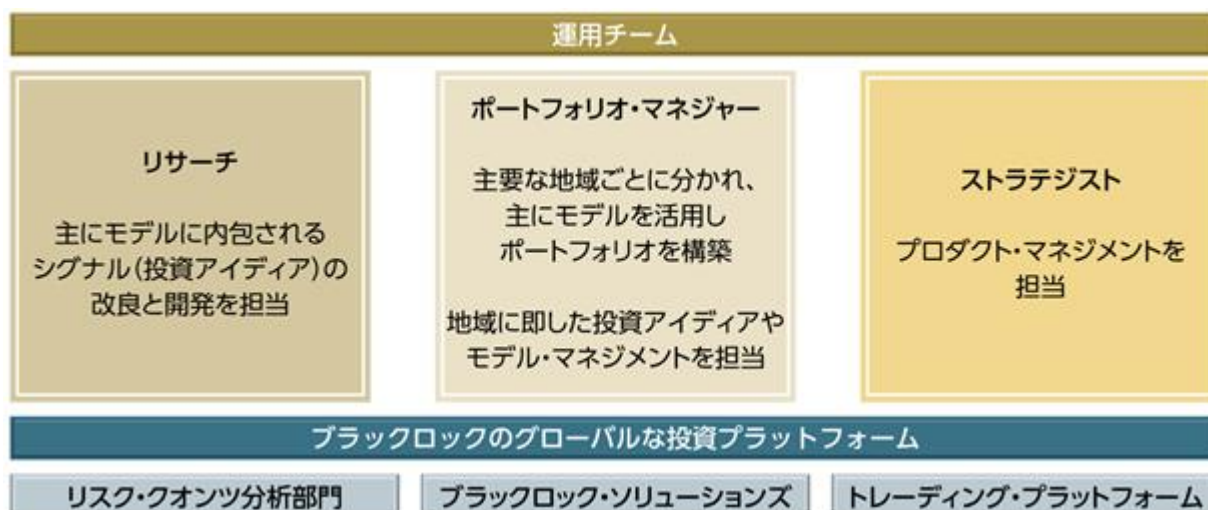 運用チーム
リサーチ
主にモデルに内包される
シグナル(投資アイディア)の
改良と開発を担当
ポートフォリオ・マネジャー
主要な地域ごとに分かれ、
主にモデルを活用し
ポートフォリオを構築
地域に即した投資アイディアや
モデル・マネジメントを担当
ストラテジスト
プロダクト・マネジメントを
担当
ブラックロックのグローバルな投資プラットフォーム
リスク・クオンツ分析部門
ブラックロック・ソリューションズ
トレーディング・プラットフォーム